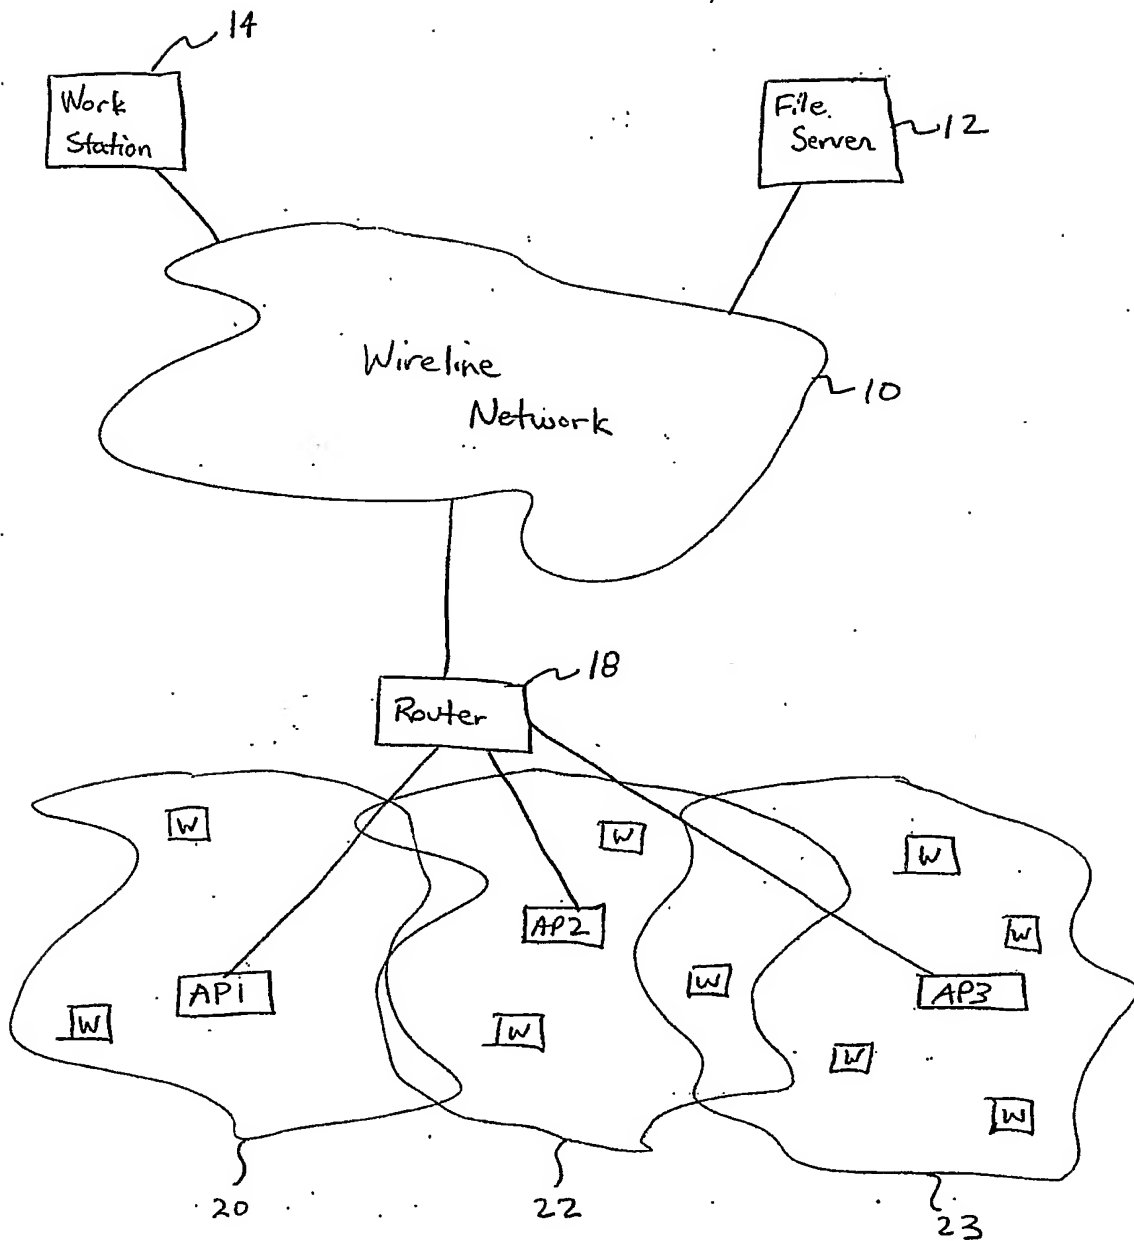 14
Work
Station
File
Server
12
Wireline
Network
10
18
Router
W
W
W
W
AP2
W
AP1
W
AP3
W
W
W
W
20
22
23